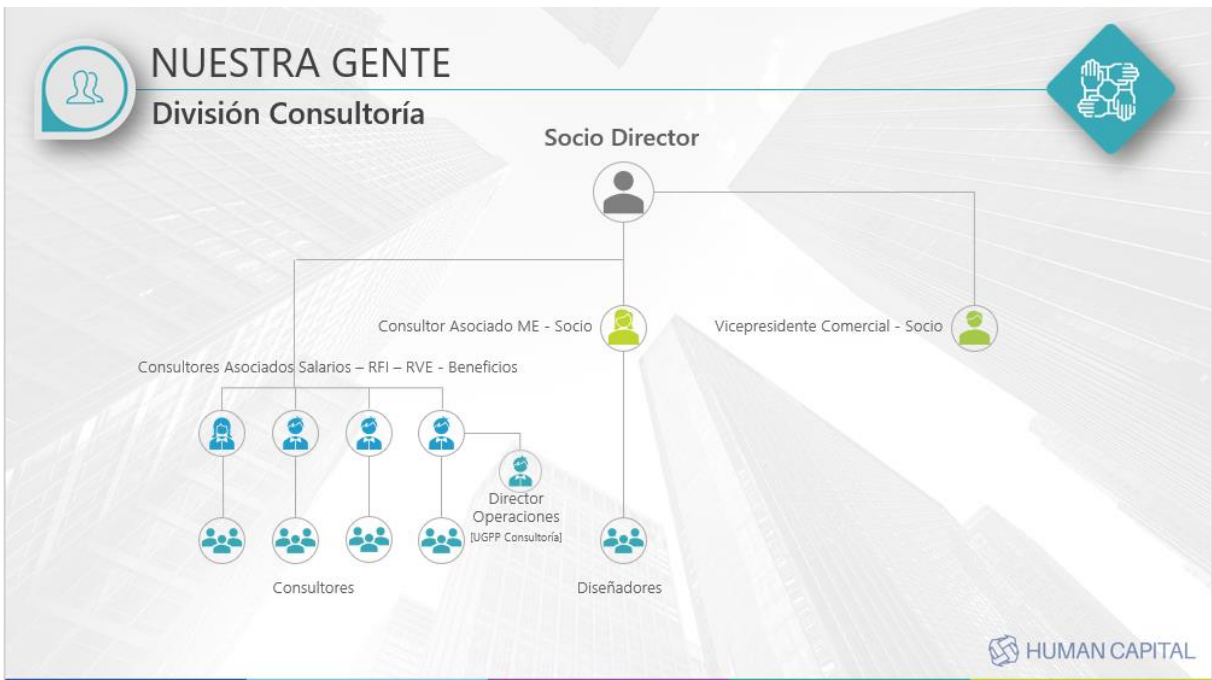 NUESTRA GENTE
División Consultoría
Socio Director
Consultor Asociado ME - Socio
Vicepresidente Comercial - Socio
Consultores Asociados Salarios – RFI – RVE - Beneficios
Director
Operaciones
[UGPP Consultoría]
Consultores
Diseñadores
HUMAN CAPITAL